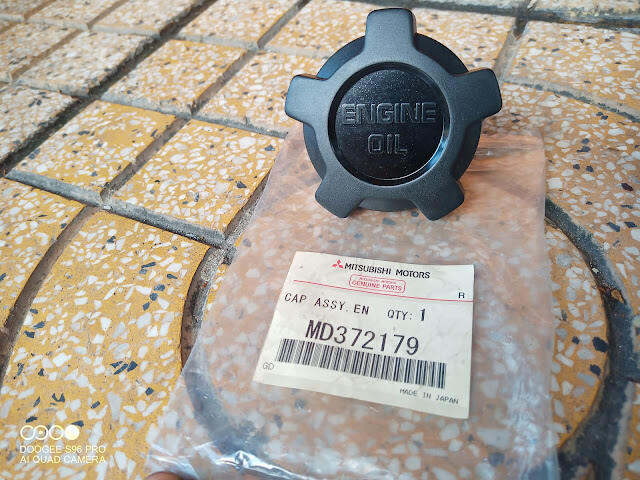 ENGINE
OIL
MITSUBISHI MOTORS
GENUINE PARTS
R
CAP ASSY.EN QTY: 1
MD372179
GD
MADE IN JAPAN
DOOGEE S96 PRO
AI QUAD CAMERA